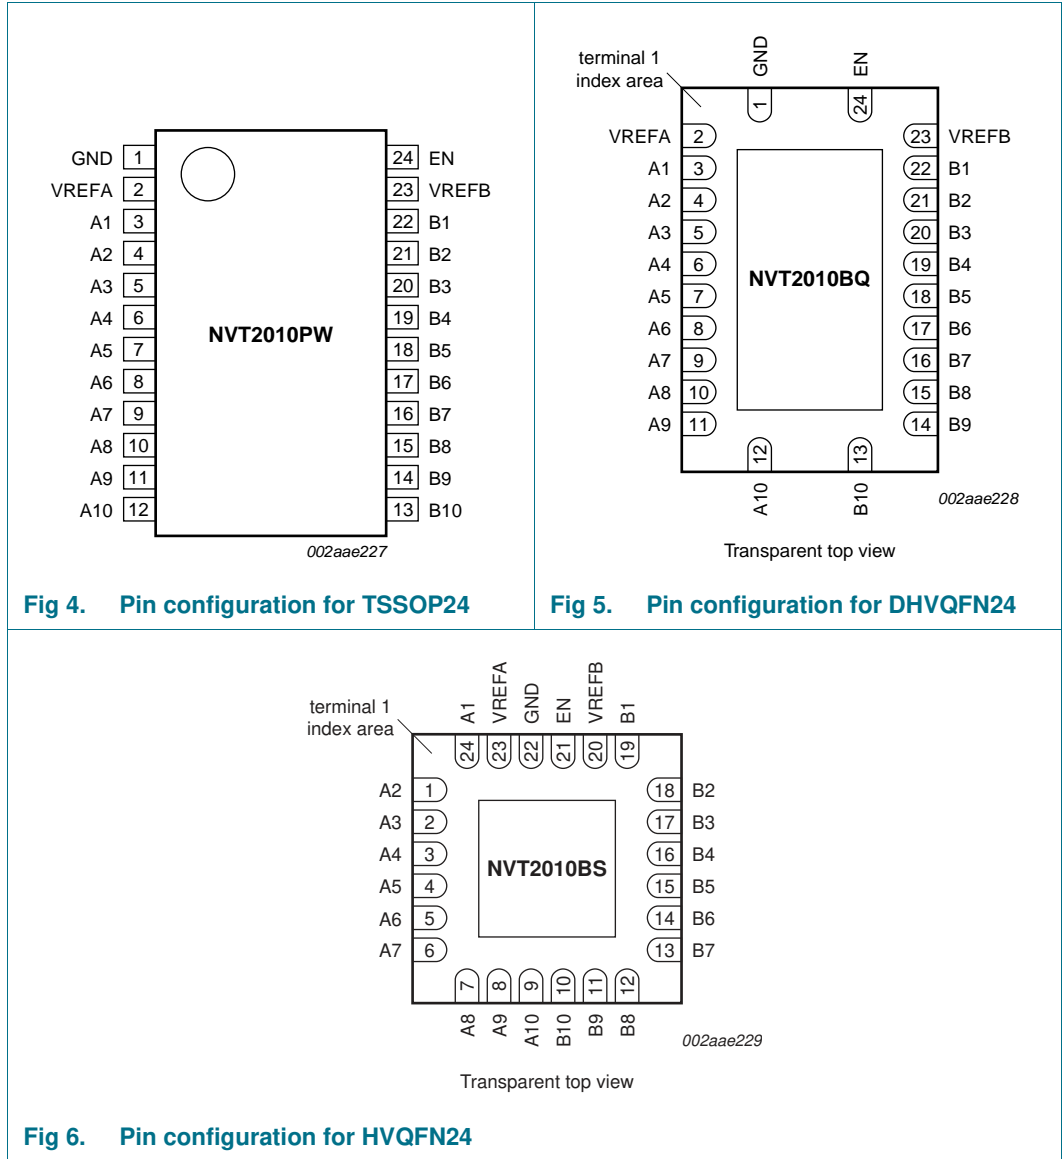 GND 1
VREFA 2
A1 3
A2 4
A3 5
A4 6
A5 7
A6 8
A7 9
A8 10
A9 11
A10 12
NVT2010PW
24 EN
23 VREFB
22 B1
21 B2
20 B3
19 B4
18 B5
17 B6
16 B7
15 B8
14 B9
13 B10
002aae227
Fig 4. Pin configuration for TSSOP24
terminal 1
index area
GND
1
EN
24
VREFA 2
A1 3
A2 4
A3 5
A4 6
A5 7
A6 8
A7 9
A8 10
A9 11
NVT2010BQ
23 VREFB
22 B1
21 B2
20 B3
19 B4
18 B5
17 B6
16 B7
15 B8
14 B9
12
A10
13
B10
002aae228
Transparent top view
Fig 5. Pin configuration for DHVQFN24
terminal 1
index area
A1
VREFA
GND
EN
VREFB
B1
24
23
22
21
20
19
A2 1
A3 2
A4 3
A5 4
A6 5
A7 6
NVT2010BS
18 B2
17 B3
16 B4
15 B5
14 B6
13 B7
7
8
9
10
11
12
A8
A9
A10
B10
B9
B8
002aae229
Transparent top view
Fig 6. Pin configuration for HVQFN24